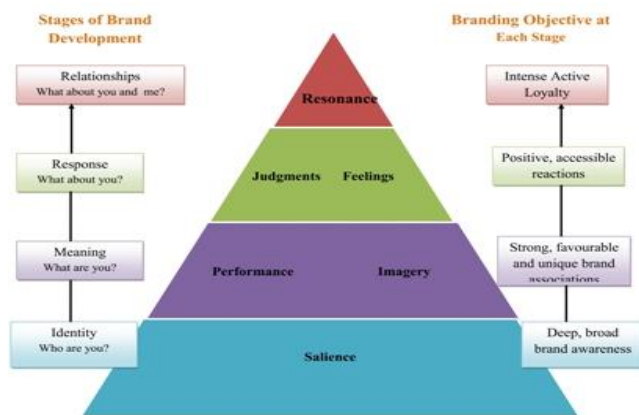 Stages of Brand
Development
Branding Objective at
Each Stage
Relationships
What about you and me?
Resonance
Intense Active
Loyalty
Response
What about you?
Judgments Feelings
Positive, accessible
reactions
Meaning
What are you?
Performance Imagery
Strong, favourable
and unique brand
associations
Identity
Who are you?
Salience
Deep, broad
brand awareness